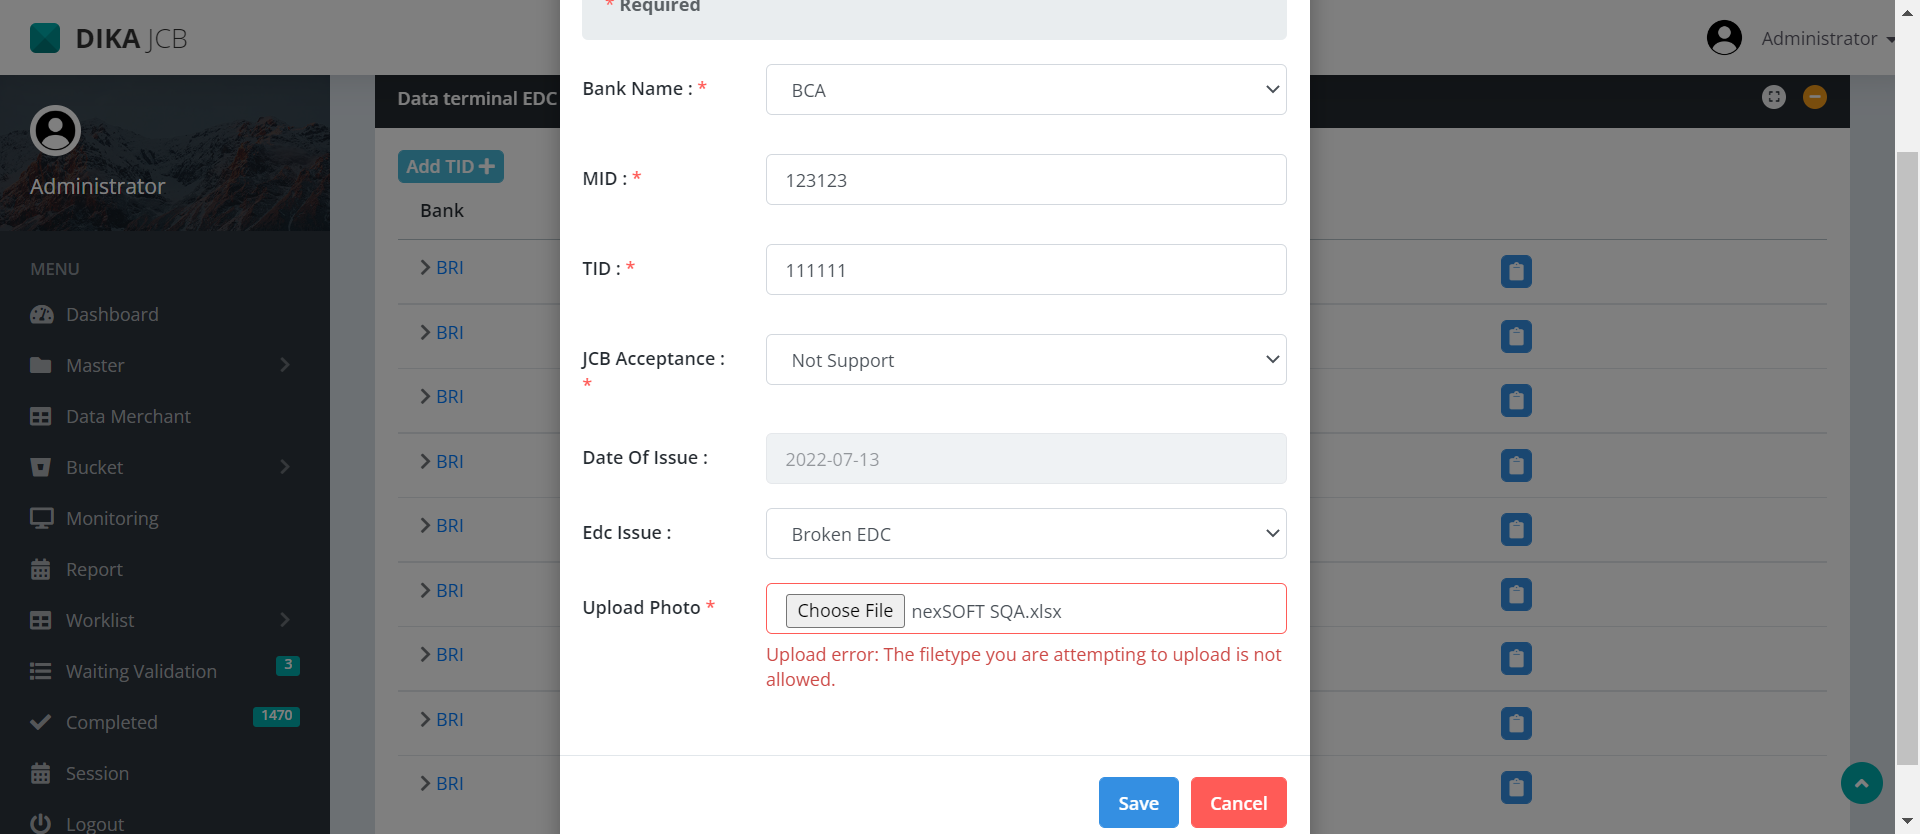 DIKA JCB
Administrator
Administrator
MENU
Dashboard
Master
Data Merchant
Bucket
Monitoring
Report
Worklist
Waiting Validation 3
Completed 1470
Session
Logout
Data terminal EDC
Add TID
Bank
BRI
BRI
BRI
BRI
BRI
BRI
BRI
BRI
BRI
* Required
Bank Name : * BCA
MID : * 123123
TID : * 111111
JCB Acceptance : Not Support
*
Date Of Issue : 2022-07-13
Edc Issue : Broken EDC
Upload Photo * Choose File nexSOFT SQA.xlsx
Upload error: The filetype you are attempting to upload is not
allowed.
Save Cancel